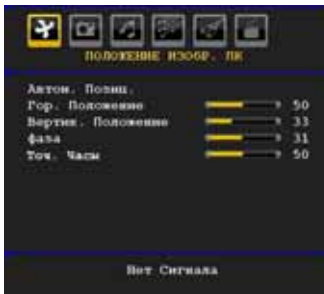 ПОЛОЖЕНИЕ ИЗОБР. ПК
Автом. Позиц.
Гор. Положение 50
Вертик. Положение 33
фаза 31
Точ. Часы 50
Нет Сигнала